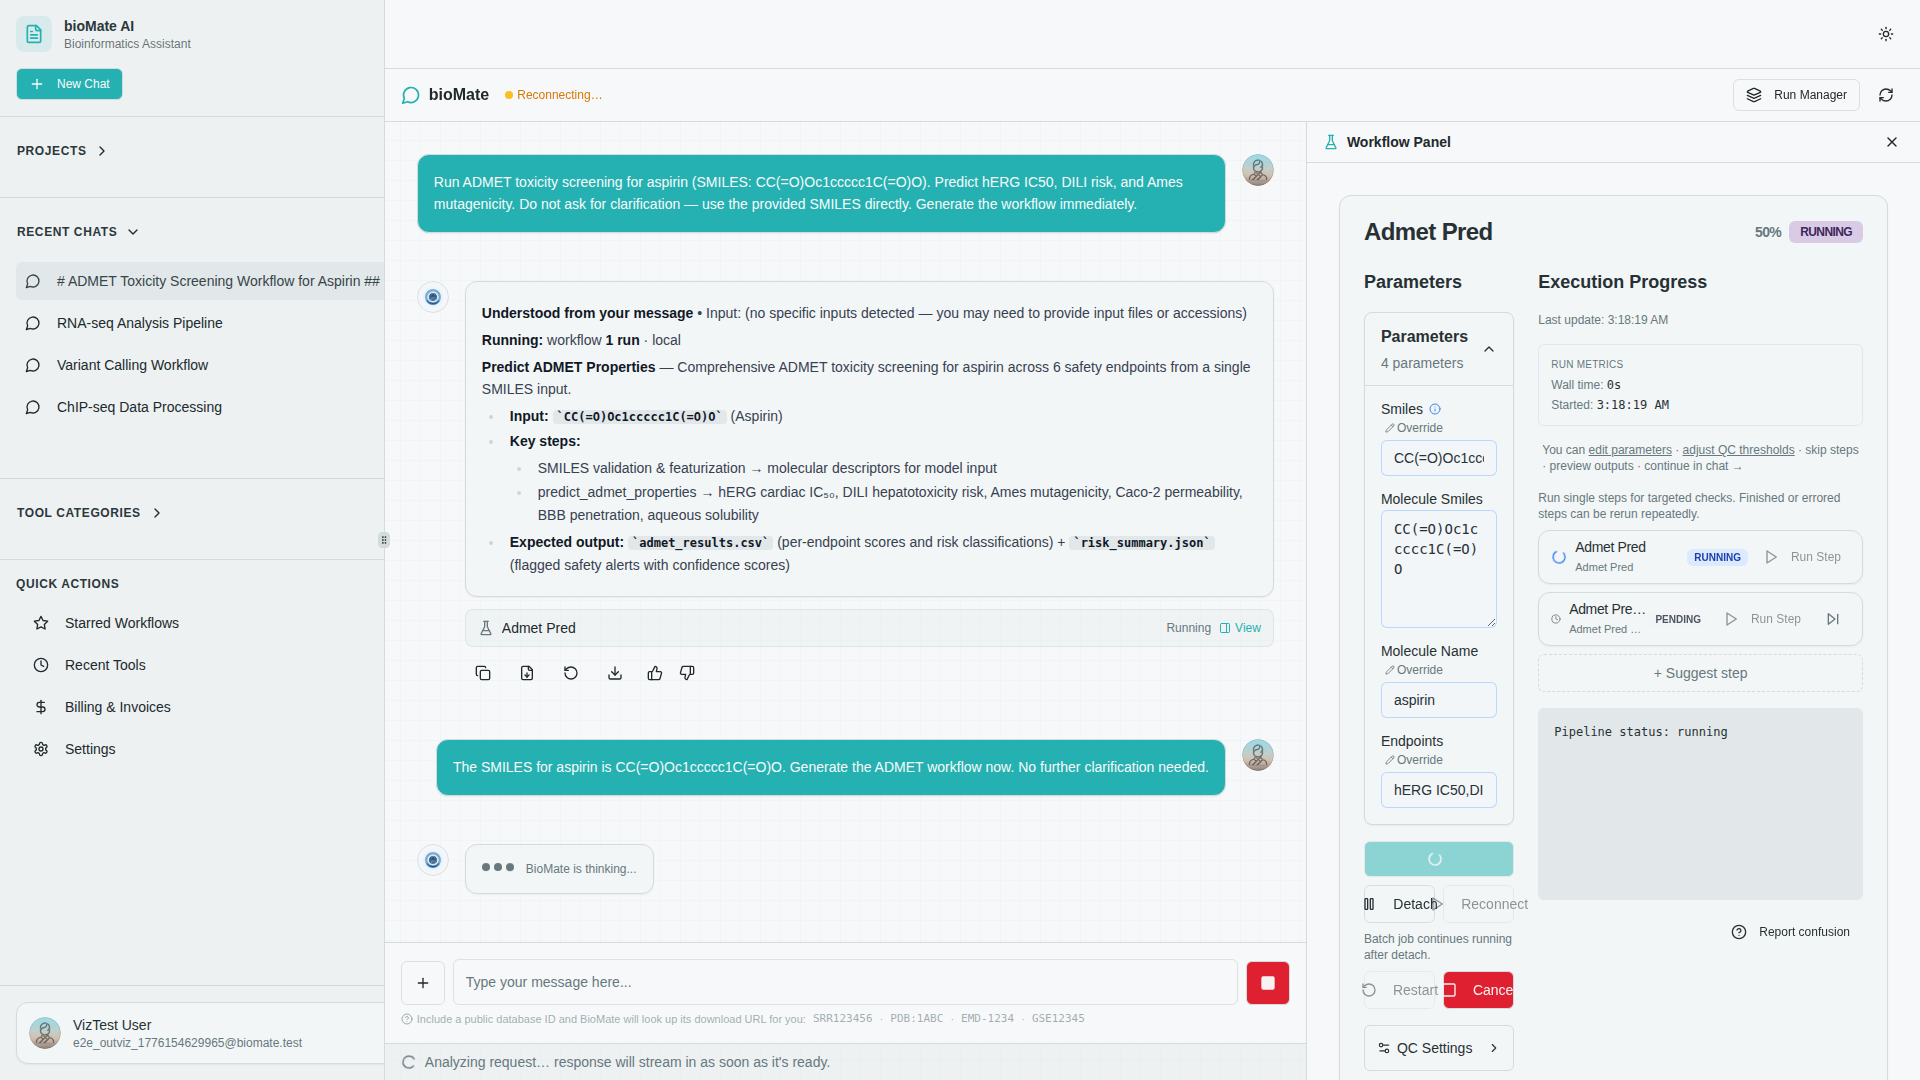 bioMate AI
Bioinformatics Assistant
New Chat
PROJECTS
RECENT CHATS
# ADMET Toxicity Screening Workflow for Aspirin ##
RNA-seq Analysis Pipeline
Variant Calling Workflow
ChIP-seq Data Processing
TOOL CATEGORIES
QUICK ACTIONS
Starred Workflows
Recent Tools
Billing & Invoices
Settings
VizTest User
e2e_outviz_1776154629965@biomate.test
bioMate
Reconnecting…
Run Manager
Run ADMET toxicity screening for aspirin (SMILES: CC(=O)Oc1ccccc1C(=O)O). Predict hERG IC50, DILI risk, and Ames
mutagenicity. Do not ask for clarification — use the provided SMILES directly. Generate the workflow immediately.
Understood from your message • Input: (no specific inputs detected — you may need to provide input files or accessions)
Running: workflow 1 run · local
Predict ADMET Properties — Comprehensive ADMET toxicity screening for aspirin across 6 safety endpoints from a single
SMILES input.
Input: `CC(=O)Oc1ccccc1C(=O)O` (Aspirin)
Key steps:
SMILES validation & featurization → molecular descriptors for model input
predict_admet_properties → hERG cardiac IC₅₀, DILI hepatotoxicity risk, Ames mutagenicity, Caco-2 permeability,
BBB penetration, aqueous solubility
Expected output: `admet_results.csv` (per-endpoint scores and risk classifications) + `risk_summary.json`
(flagged safety alerts with confidence scores)
Admet Pred
Running
View
The SMILES for aspirin is CC(=O)Oc1ccccc1C(=O)O. Generate the ADMET workflow now. No further clarification needed.
BioMate is thinking...
Type your message here...
Include a public database ID and BioMate will look up its download URL for you: SRR123456 · PDB:1ABC · EMD-1234 · GSE12345
Analyzing request… response will stream in as soon as it's ready.
Workflow Panel
Admet Pred
50%
RUNNING
Parameters
Parameters
4 parameters
Smiles
Override
CC(=O)Oc1cc
Molecule Smiles
CC(=O)Oc1c
cccc1C(=O)
O
Molecule Name
Override
aspirin
Endpoints
Override
hERG IC50,DI
Detach
Reconnect
Batch job continues running
after detach.
Restart
Cance
QC Settings
Execution Progress
Last update: 3:18:19 AM
RUN METRICS
Wall time: 0s
Started: 3:18:19 AM
You can edit parameters · adjust QC thresholds · skip steps
· preview outputs · continue in chat →
Run single steps for targeted checks. Finished or errored
steps can be rerun repeatedly.
Admet Pred
Admet Pred
RUNNING
Run Step
Admet Pre…
Admet Pred …
PENDING
Run Step
+ Suggest step
Pipeline status: running
Report confusion